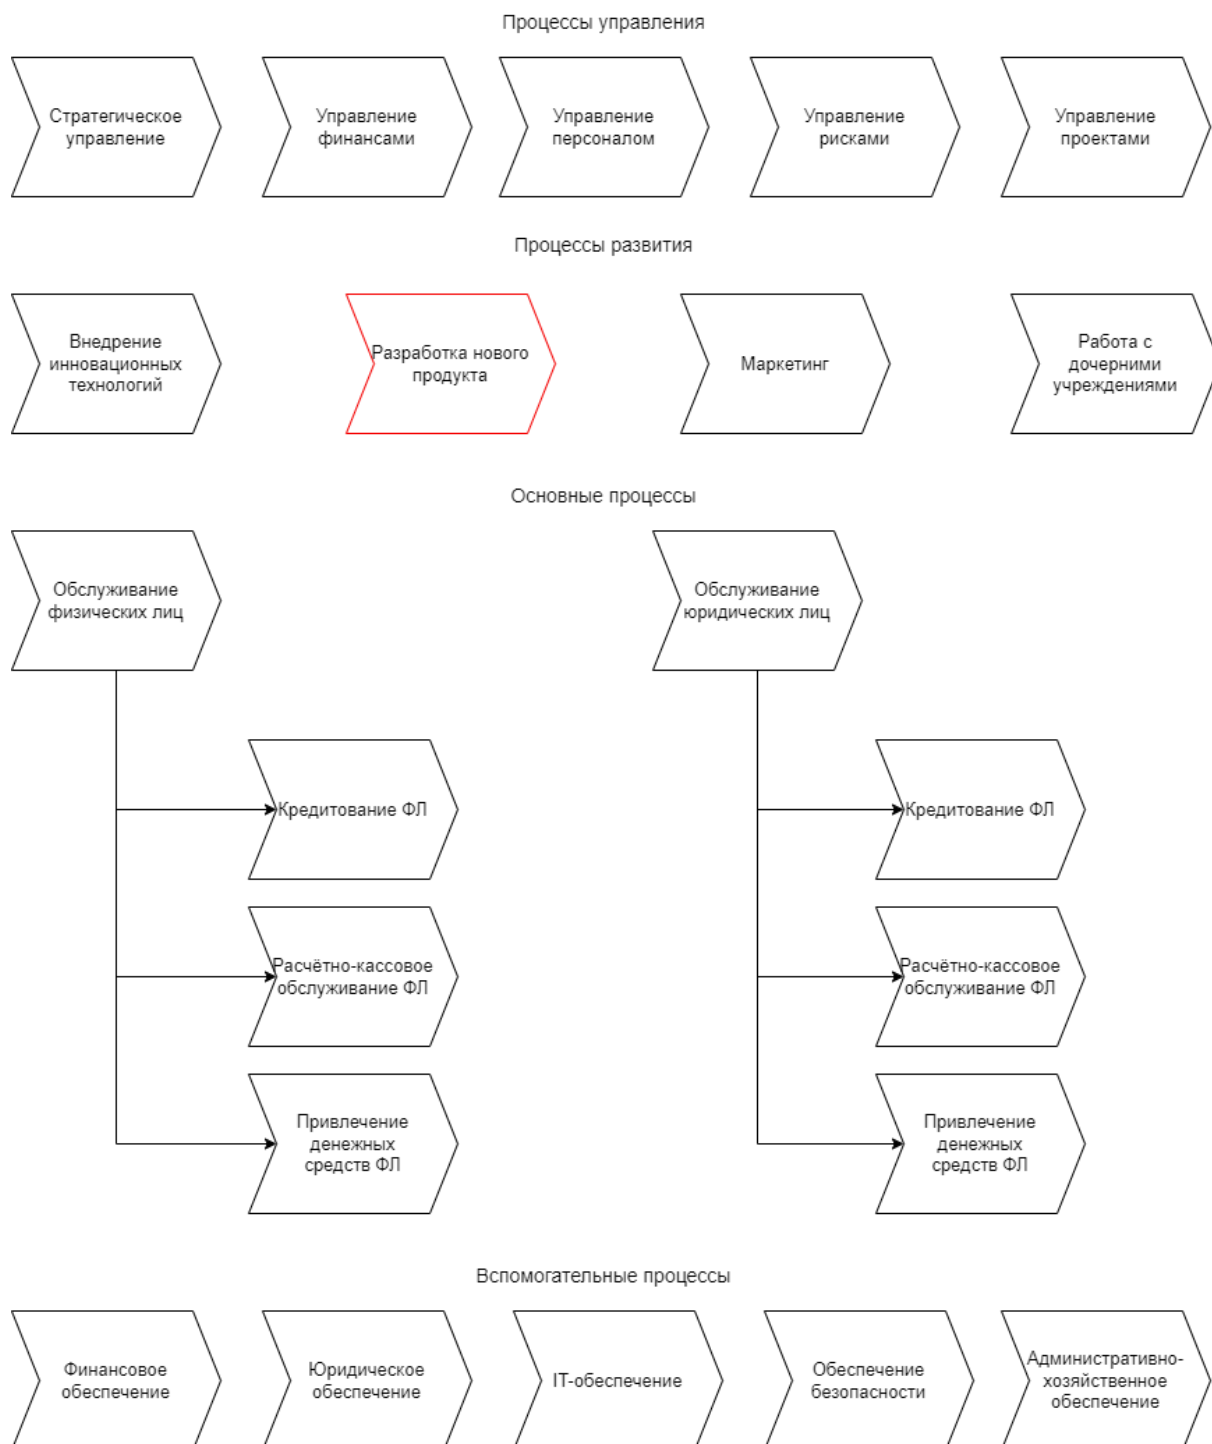 Процессы управления
Стратегическое
управление
Управление
финансами
Управление
персоналом
Управление
рисками
Управление
проектами
Процессы развития
Внедрение
инновационных
технологий
Разработка нового
продукта
Маркетинг
Работа с
дочерними
учреждениями
Основные процессы
Обслуживание
физических лиц
Обслуживание
юридических лиц
Кредитование ФЛ
Кредитование ФЛ
Расчётно-кассовое
обслуживание ФЛ
Расчётно-кассовое
обслуживание ФЛ
Привлечение
денежных
средств ФЛ
Привлечение
денежных
средств ФЛ
Вспомогательные процессы
Финансовое
обеспечение
Юридическое
обеспечение
IT-обеспечение
Обеспечение
безопасности
Административно-
хозяйственное
обеспечение